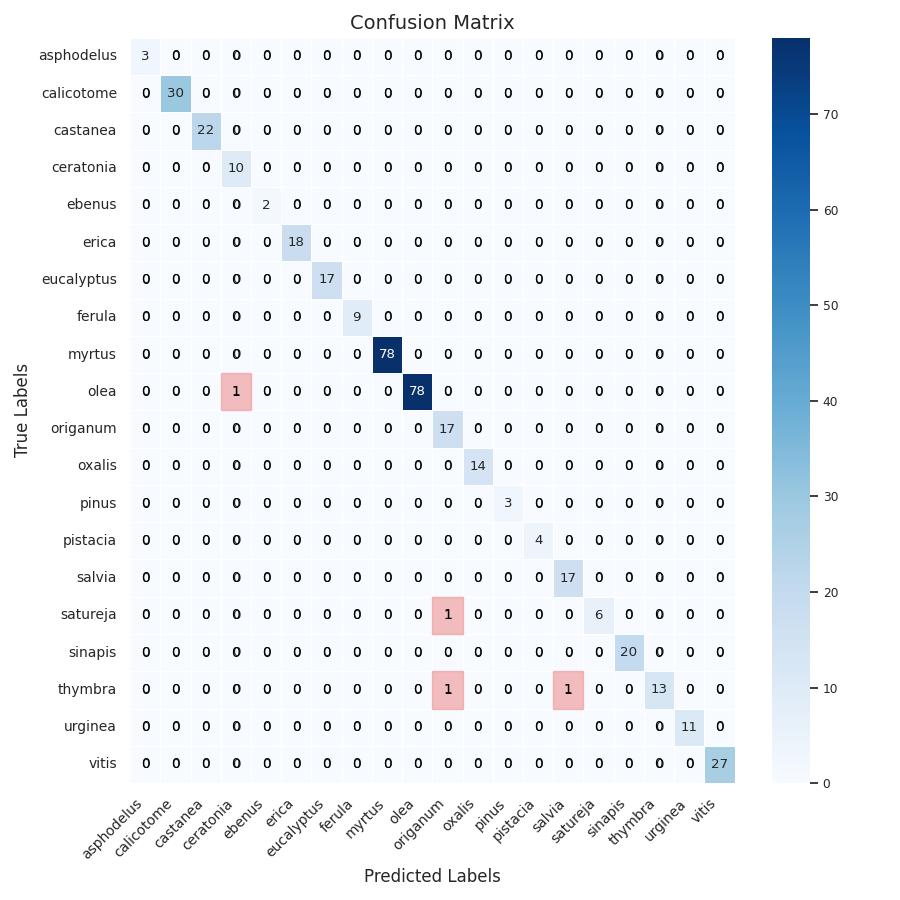 Confusion Matrix
asphodelus 3 0 0 0 0 0 0 0 0 0 0 0 0 0 0 0 0 0 0 0
calicotome 0 30 0 0 0 0 0 0 0 0 0 0 0 0 0 0 0 0 0 0
castanea 0 0 22 0 0 0 0 0 0 0 0 0 0 0 0 0 0 0 0 0
ceratonia 0 0 0 10 0 0 0 0 0 0 0 0 0 0 0 0 0 0 0 0
ebenus 0 0 0 0 2 0 0 0 0 0 0 0 0 0 0 0 0 0 0 0
erica 0 0 0 0 0 18 0 0 0 0 0 0 0 0 0 0 0 0 0 0
eucalyptus 0 0 0 0 0 0 17 0 0 0 0 0 0 0 0 0 0 0 0 0
ferula 0 0 0 0 0 0 0 9 0 0 0 0 0 0 0 0 0 0 0 0
myrtus 0 0 0 0 0 0 0 0 78 0 0 0 0 0 0 0 0 0 0 0
olea 0 0 0 1 0 0 0 0 0 78 0 0 0 0 0 0 0 0 0 0
origanum 0 0 0 0 0 0 0 0 0 0 17 0 0 0 0 0 0 0 0 0
oxalis 0 0 0 0 0 0 0 0 0 0 0 14 0 0 0 0 0 0 0 0
pinus 0 0 0 0 0 0 0 0 0 0 0 0 3 0 0 0 0 0 0 0
pistacia 0 0 0 0 0 0 0 0 0 0 0 0 0 4 0 0 0 0 0 0
salvia 0 0 0 0 0 0 0 0 0 0 0 0 0 0 17 0 0 0 0 0
satureja 0 0 0 0 0 0 0 0 0 0 1 0 0 0 0 6 0 0 0 0
sinapis 0 0 0 0 0 0 0 0 0 0 0 0 0 0 0 0 20 0 0 0
thymbra 0 0 0 0 0 0 0 0 0 0 1 0 0 0 1 0 0 13 0 0
urginea 0 0 0 0 0 0 0 0 0 0 0 0 0 0 0 0 0 0 11 0
vitis 0 0 0 0 0 0 0 0 0 0 0 0 0 0 0 0 0 0 0 27
asphodelus calicotome castanea ceratonia ebenus erica eucalyptus ferula myrtus olea origanum oxalis pinus pistacia salvia satureja sinapis thymbra urginea vitis
Predicted Labels
True Labels
70
60
50
40
30
20
10
0